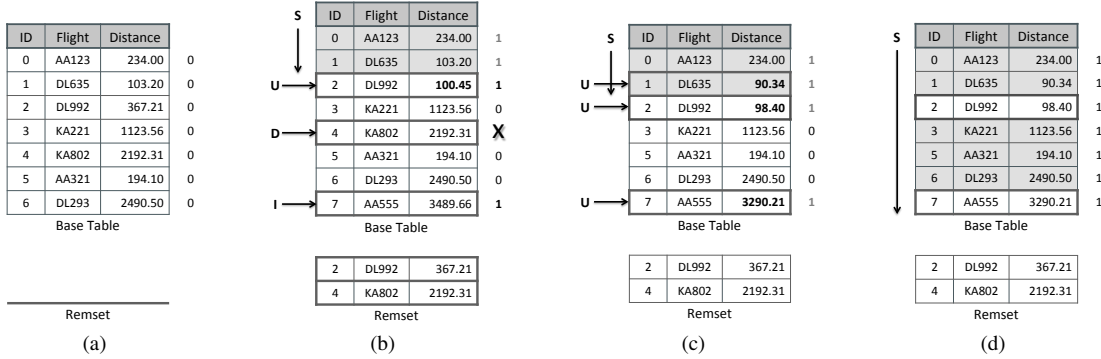 ID Flight Distance
0 AA123 234.00 0
1 DL635 103.20 0
2 DL992 367.21 0
3 KA221 1123.56 0
4 KA802 2192.31 0
5 AA321 194.10 0
6 DL293 2490.50 0
Base Table
Remset
(a)
S ID Flight Distance
0 AA123 234.00 1
1 DL635 103.20 1
U 2 DL992 100.45 1
3 KA221 1123.56 0
D 4 KA802 2192.31 X
5 AA321 194.10 0
6 DL293 2490.50 0
I 7 AA555 3489.66 1
Base Table
2 DL992 367.21
4 KA802 2192.31
Remset
(b)
S ID Flight Distance
0 AA123 234.00 1
U 1 DL635 90.34 1
U 2 DL992 98.40 1
3 KA221 1123.56 0
5 AA321 194.10 0
6 DL293 2490.50 0
U 7 AA555 3290.21 1
Base Table
2 DL992 367.21
4 KA802 2192.31
Remset
(c)
S ID Flight Distance
0 AA123 234.00 1
1 DL635 90.34 1
2 DL992 98.40 1
3 KA221 1123.56 1
5 AA321 194.10 1
6 DL293 2490.50 1
7 AA555 3290.21 1
Base Table
2 DL992 367.21
4 KA802 2192.31
Remset
(d)